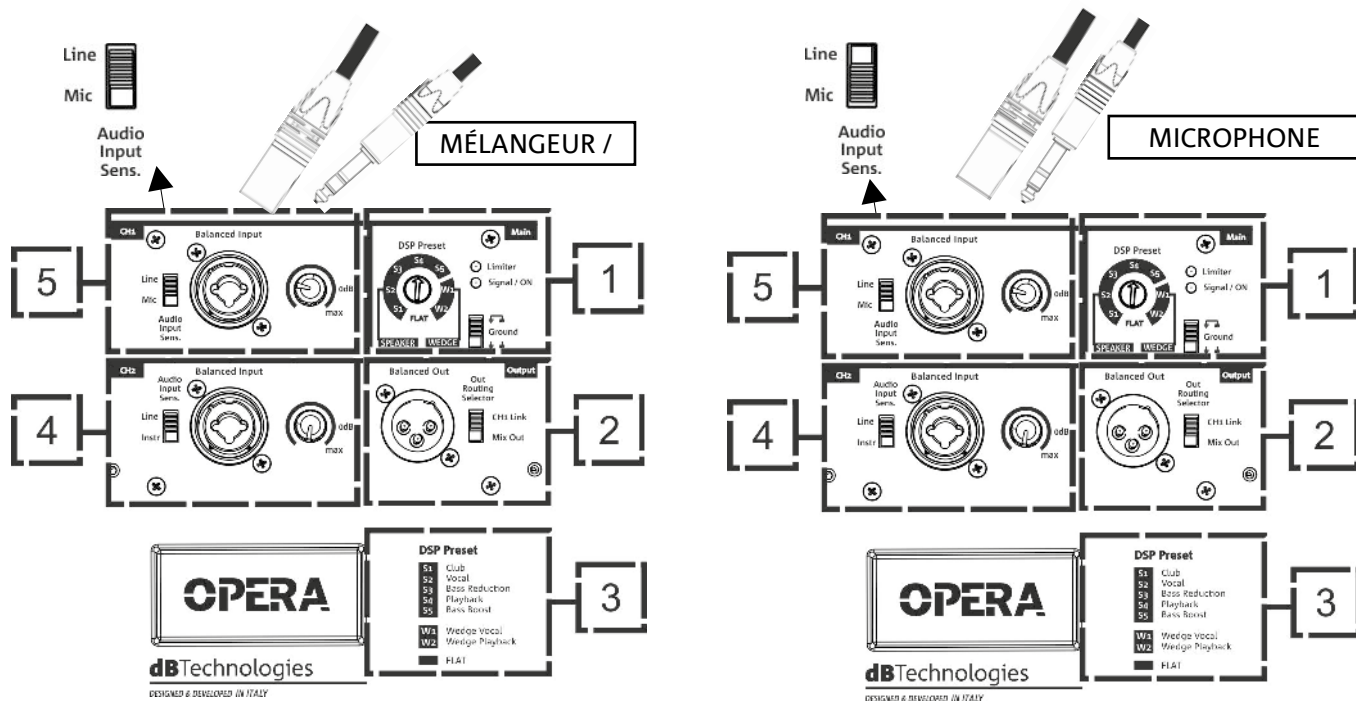 Line
Mic
Audio
Input
Sens.
MÉLANGEUR /
CH1
Balanced Input
Line
Mic
Audio
Input
Sens.
0dB
max
Main
DSP Preset
S1
S2
S3
S4
S5
W1
W2
FLAT
SPEAKER
WEDGE
Limiter
Signal / ON
Ground
5
1
CH2
Audio
Input
Sens.
Balanced Input
Line
Instr
0dB
max
Balanced Out
Out
Routing
Selector
Output
CH1 Link
Mix Out
4
2
OPERA
dBTechnologies
DESIGNED & DEVELOPED IN ITALY
DSP Preset
S1 Club
S2 Vocal
S3 Bass Reduction
S4 Playback
S5 Bass Boost
W1 Wedge Vocal
W2 Wedge Playback
FLAT
3
Line
Mic
Audio
Input
Sens.
MICROPHONE
CH1
Balanced Input
Line
Mic
Audio
Input
Sens.
0dB
max
Main
DSP Preset
S1
S2
S3
S4
S5
W1
W2
FLAT
SPEAKER
WEDGE
Limiter
Signal / ON
Ground
5
1
CH2
Audio
Input
Sens.
Balanced Input
Line
Instr
0dB
max
Balanced Out
Out
Routing
Selector
Output
CH1 Link
Mix Out
4
2
OPERA
dBTechnologies
DESIGNED & DEVELOPED IN ITALY
DSP Preset
S1 Club
S2 Vocal
S3 Bass Reduction
S4 Playback
S5 Bass Boost
W1 Wedge Vocal
W2 Wedge Playback
FLAT
3